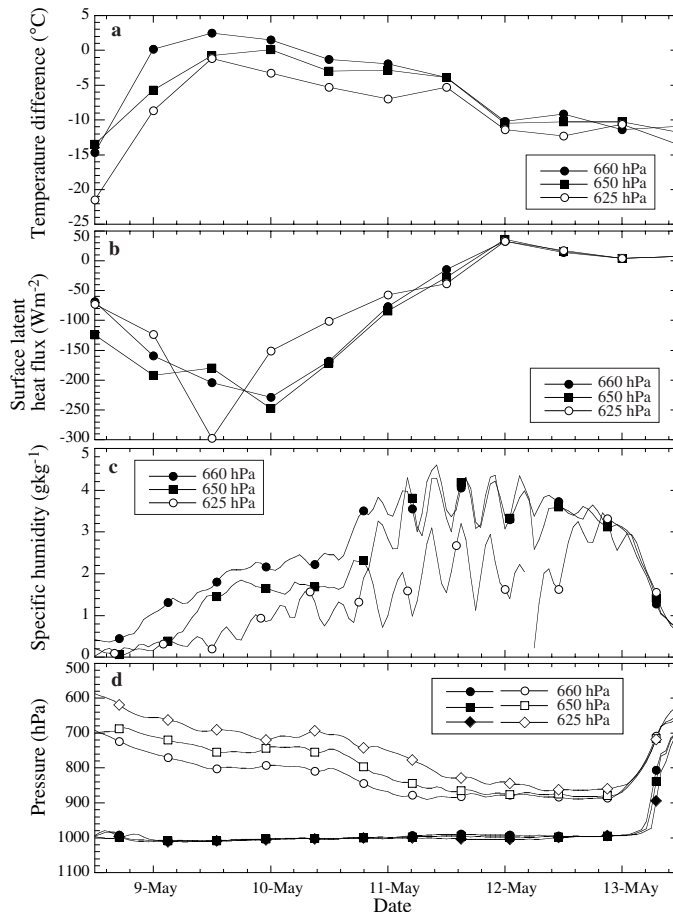 a
Temperature difference (°C)
5
0
-5
-10
-15
-20
-25
660 hPa
650 hPa
625 hPa
b
Surface latent
heat flux (Wm-2)
50
0
-50
-100
-150
-200
-250
-300
660 hPa
650 hPa
625 hPa
c
Specific humidity (gkg-1)
5
4
3
2
1
0
660 hPa
650 hPa
625 hPa
d
Pressure (hPa)
500
600
700
800
900
1000
1100
660 hPa
650 hPa
625 hPa
9-May 10-May 11-May 12-May 13-MAy
Date